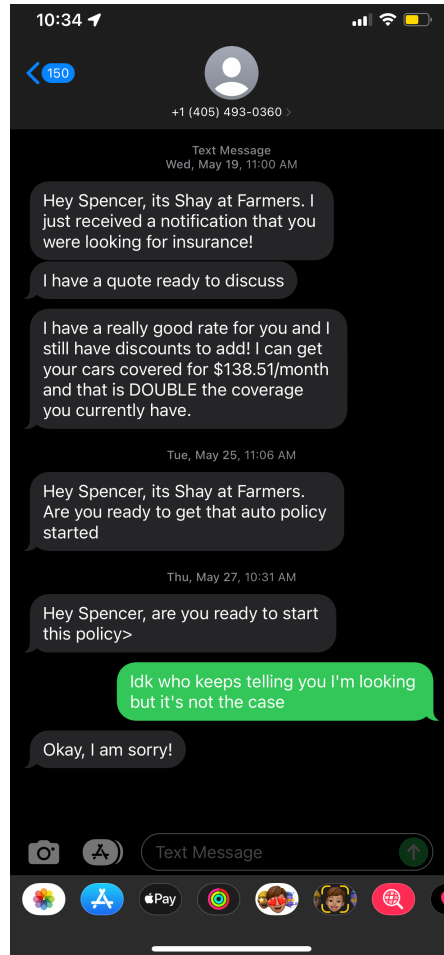 10:34
150
+1 (405) 493-0360
Text Message
Wed, May 19, 11:00 AM
Hey Spencer, its Shay at Farmers. I
just received a notification that you
were looking for insurance!
I have a quote ready to discuss
I have a really good rate for you and I
still have discounts to add! I can get
your cars covered for $138.51/month
and that is DOUBLE the coverage
you currently have.
Tue, May 25, 11:06 AM
Hey Spencer, its Shay at Farmers.
Are you ready to get that auto policy
started
Thu, May 27, 10:31 AM
Hey Spencer, are you ready to start
this policy>
Idk who keeps telling you I'm looking
but it's not the case
Okay, I am sorry!
Text Message
Pay